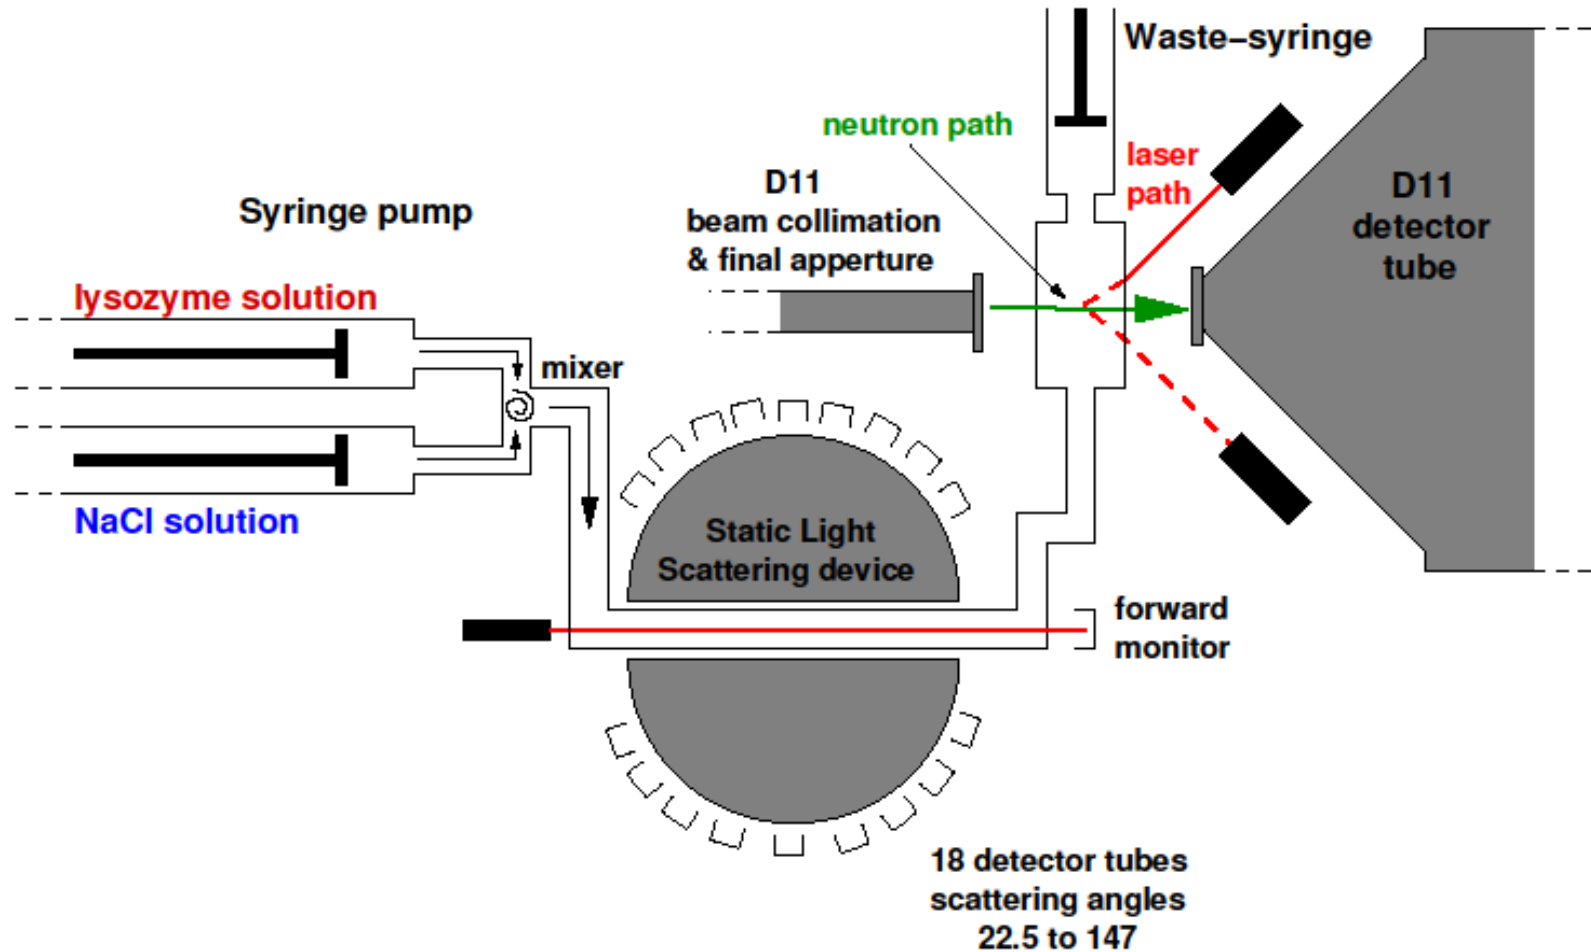 Waste–syringe
neutron path
laser
path
D11
beam collimation
& final apperture
D11
detector
tube
Syringe pump
lysozyme solution
mixer
NaCl solution
Static Light
Scattering device
forward
monitor
18 detector tubes
scattering angles
22.5 to 147